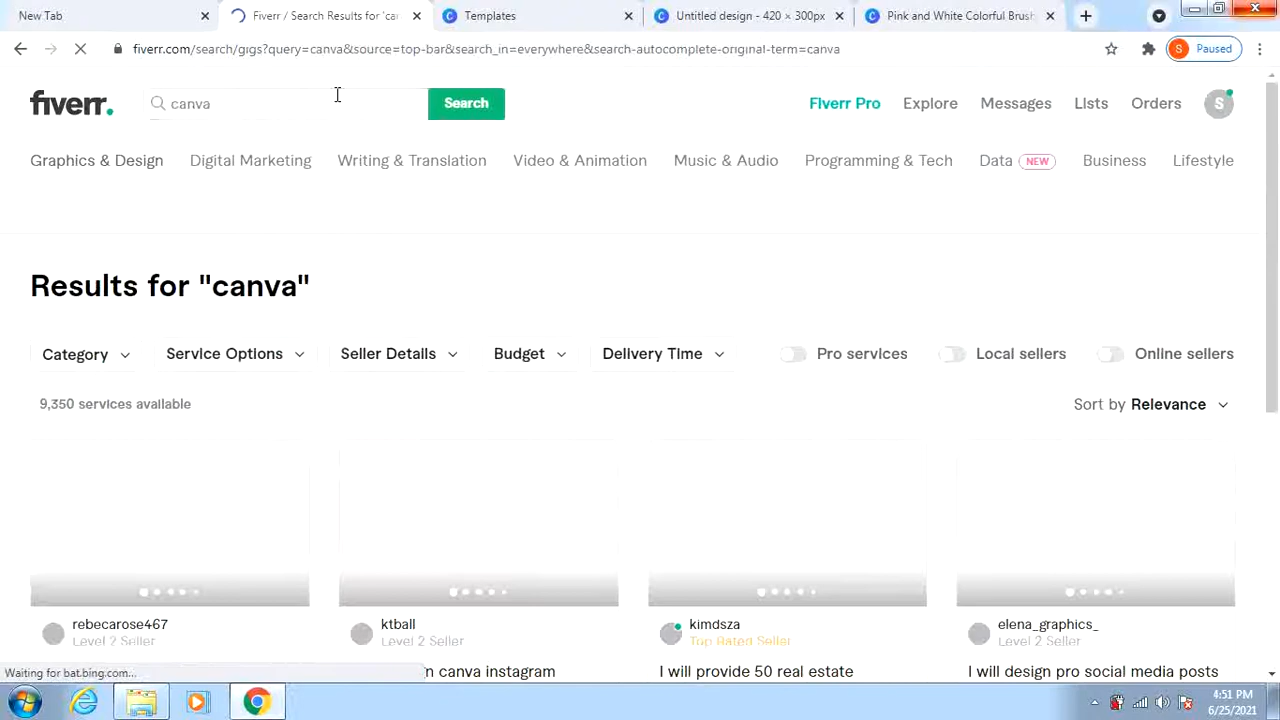 New Tab
Fiverr / Search Results for 'ca
Templates
Untitled design - 420 × 300px
Pink and White Colorful Brush
fiverr.com/search/gigs?query=canva&source=top-bar&search_in=everywhere&search-autocomplete-original-term=canva
S Paused
fiverr.
canva
Search
Fiverr Pro
Explore
Messages
Lists
Orders
S
Graphics & Design
Digital Marketing
Writing & Translation
Video & Animation
Music & Audio
Programming & Tech
Data NEW
Business
Lifestyle
Results for "canva"
Category
Service Options
Seller Details
Budget
Delivery Time
Pro services
Local sellers
Online sellers
9,350 services available
Sort by Relevance
rebecarose467
Level 2 Seller
ktball
Level 2 Seller
kimdsza
Top Rated Seller
elena_graphics_
Level 2 Seller
Waiting for bat.bing.com...
n canva instagram
I will provide 50 real estate
I will design pro social media posts
4:51 PM
6/25/2021